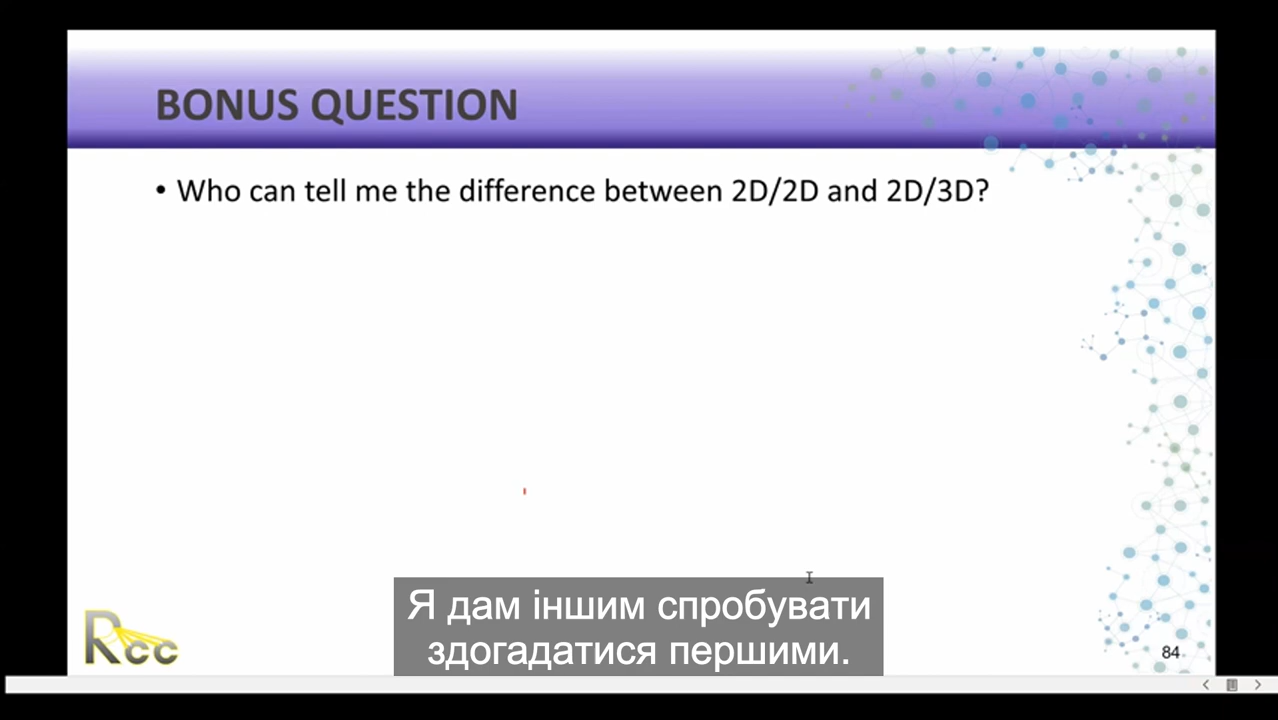 BONUS QUESTION
• Who can tell me the difference between 2D/2D and 2D/3D?
Я дам іншим спробувати
здогадатися першими.
Rcc
84